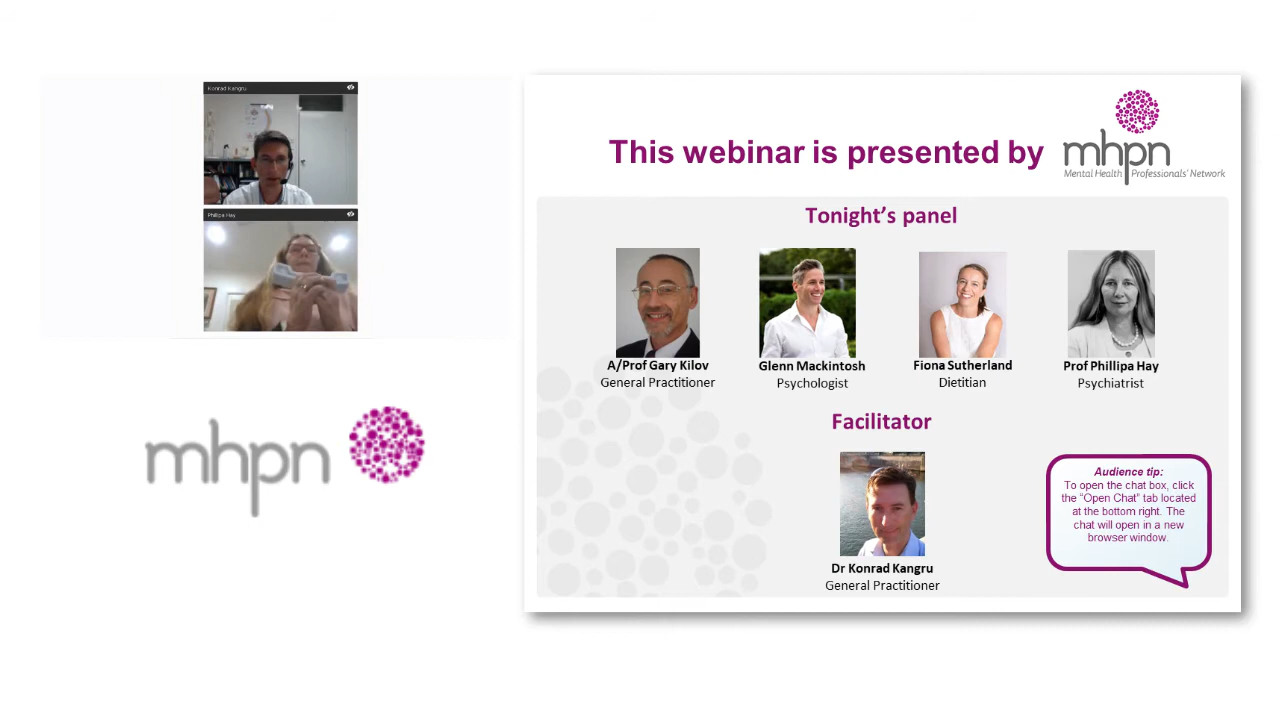 Konrad Kangru
Phillipa Hay
mhpn
This webinar is presented by
mhpn
Mental Health Professionals' Network
Tonight's panel
A/Prof Gary Kilov
General Practitioner
Glenn Mackintosh
Psychologist
Fiona Sutherland
Dietitian
Prof Phillipa Hay
Psychiatrist
Facilitator
Dr Konrad Kangru
General Practitioner
Audience tip:
To open the chat box, click
the "Open Chat" tab located
at the bottom right. The
chat will open in a new
browser window.